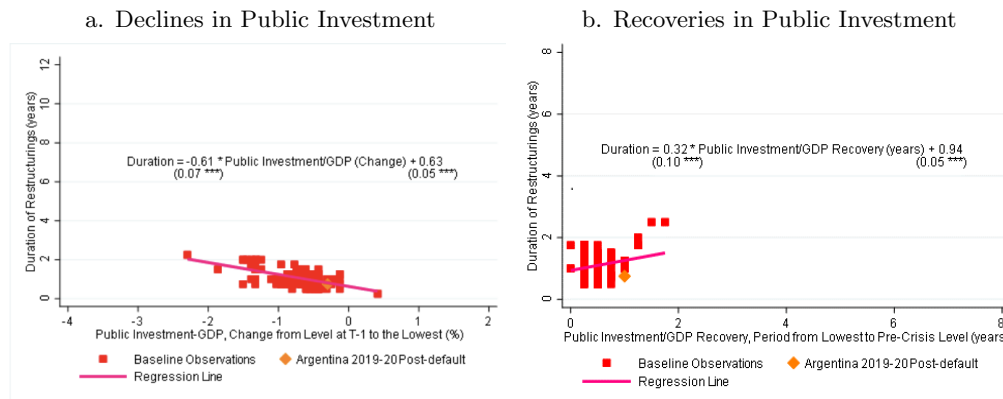 a. Declines in Public Investment
Duration of Restructurings (years)
12
10
8
6
4
2
0
Duration = -0.61 * Public Investment/GDP (Change) + 0.63
(0.07 ***) (0.05 ***)
-4 -3 -2 -1 0 1 2
Public Investment-GDP, Change from Level at T-1 to the Lowest (%)
Baseline Observations
Argentina 2019-20 Post-default
Regression Line
b. Recoveries in Public Investment
Duration of Restructurings (years)
8
6
4
2
0
Duration = 0.32 * Public Investment/GDP Recovery (years) + 0.94
(0.10 ***) (0.05 ***)
0 2 4 6 8
Public Investment/GDP Recovery, Period from Lowest to Pre-Crisis Level (years
Baseline Observations
Argentina 2019-20 Post-default
Regression Line